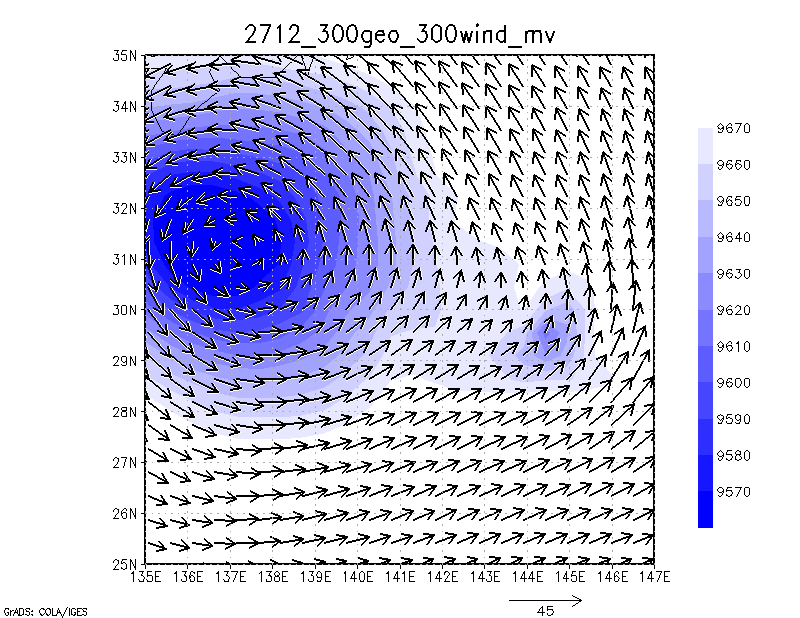 2712_300geo_300wind_mv
35N
34N
33N
32N
31N
30N
29N
28N
27N
26N
25N
135E 136E 137E 138E 139E 140E 141E 142E 143E 144E 145E 146E 147E
9670
9660
9650
9640
9630
9620
9610
9600
9590
9580
9570
45
GrADS: COLA/IGES